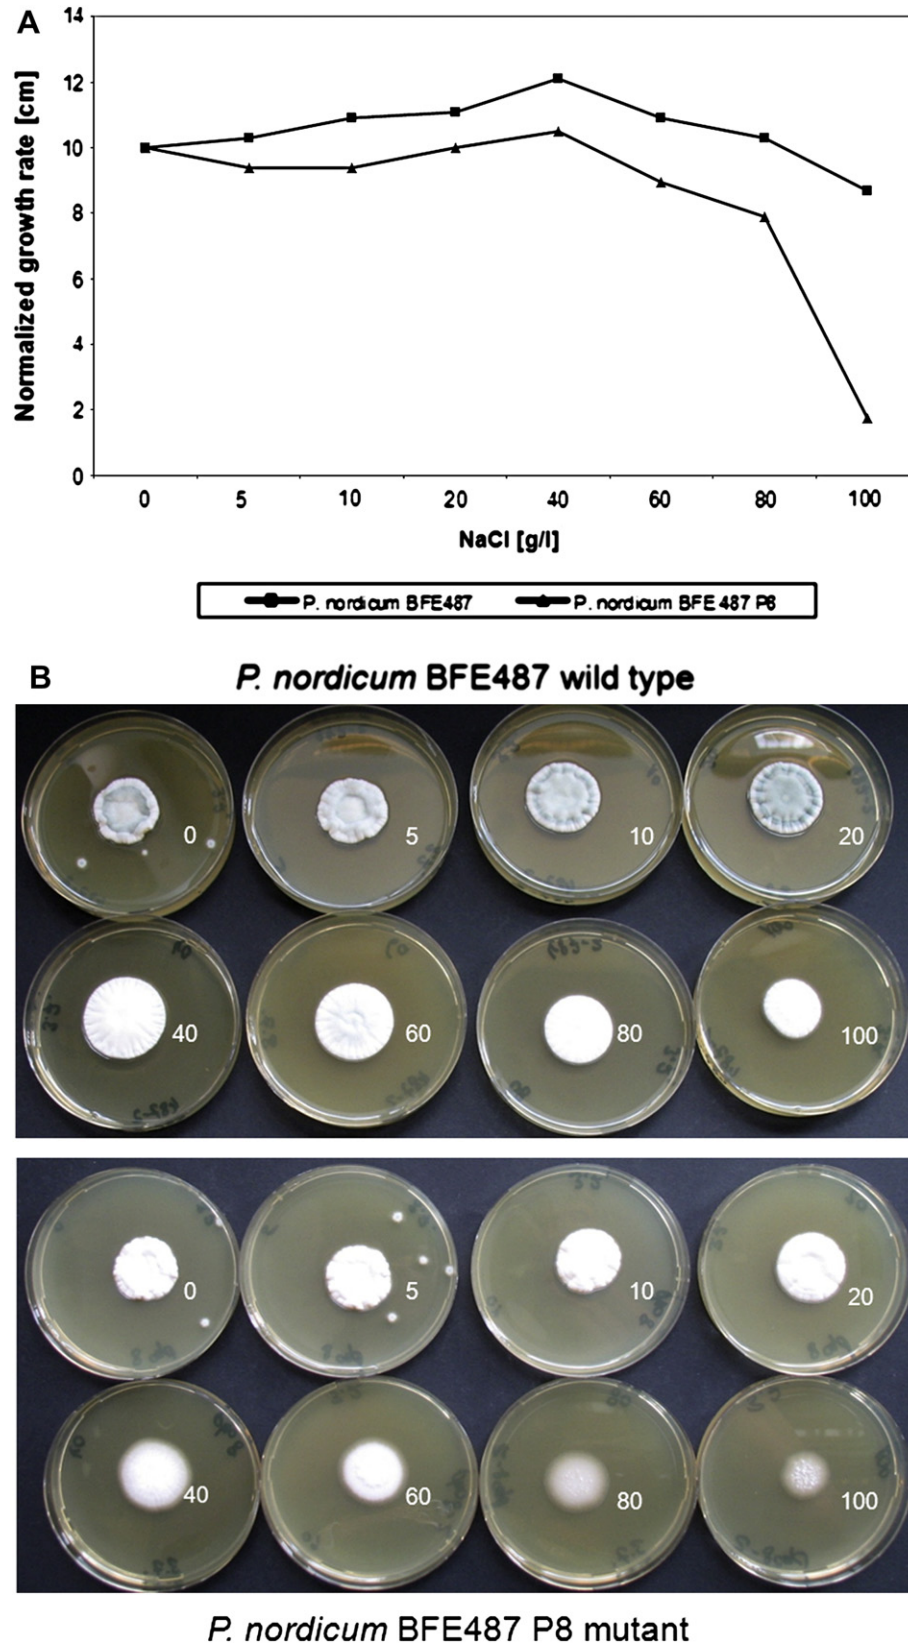 A
Normalized growth rate [cm]
14
12
10
8
6
4
2
0
0 5 10 20 40 60 80 100
NaCl [g/l]
P. nordicum BFE487 P. nordicum BFE 487 P8
B
P. nordicum BFE487 wild type
0 5 10 20
40 60 80 100
0 5 10 20
40 60 80 100
P. nordicum BFE487 P8 mutant